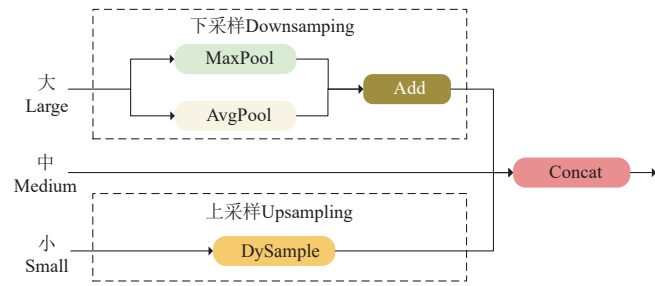 下采样Downsamping
MaxPool
大
Large
Add
AvgPool
中
Medium
Concat
上采样Upsampling
小
Small
DySample